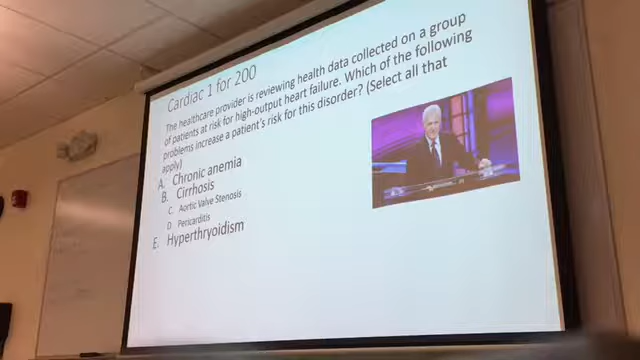 Cardiac 1 for 200
The healthcare provider is reviewing health data collected on a group
of patients at risk for high-output heart failure. Which of the following
problems increase a patient's risk for this disorder? (Select all that
apply)
A. Chronic anemia
B. Cirrhosis
C. Aortic Valve Stenosis
D. Pericarditis
E. Hyperthryoidism